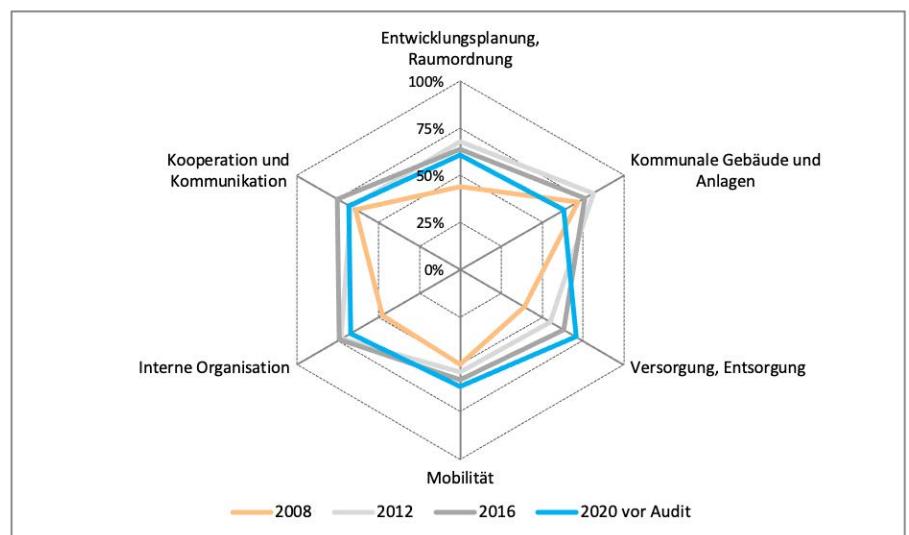 Entwicklungsplanung,
Raumordnung
100%
75%
50%
25%
0%
Kommunale Gebäude und
Anlagen
Versorgung, Entsorgung
Mobilität
Interne Organisation
Kooperation und
Kommunikation
2008
2012
2016
2020 vor Audit